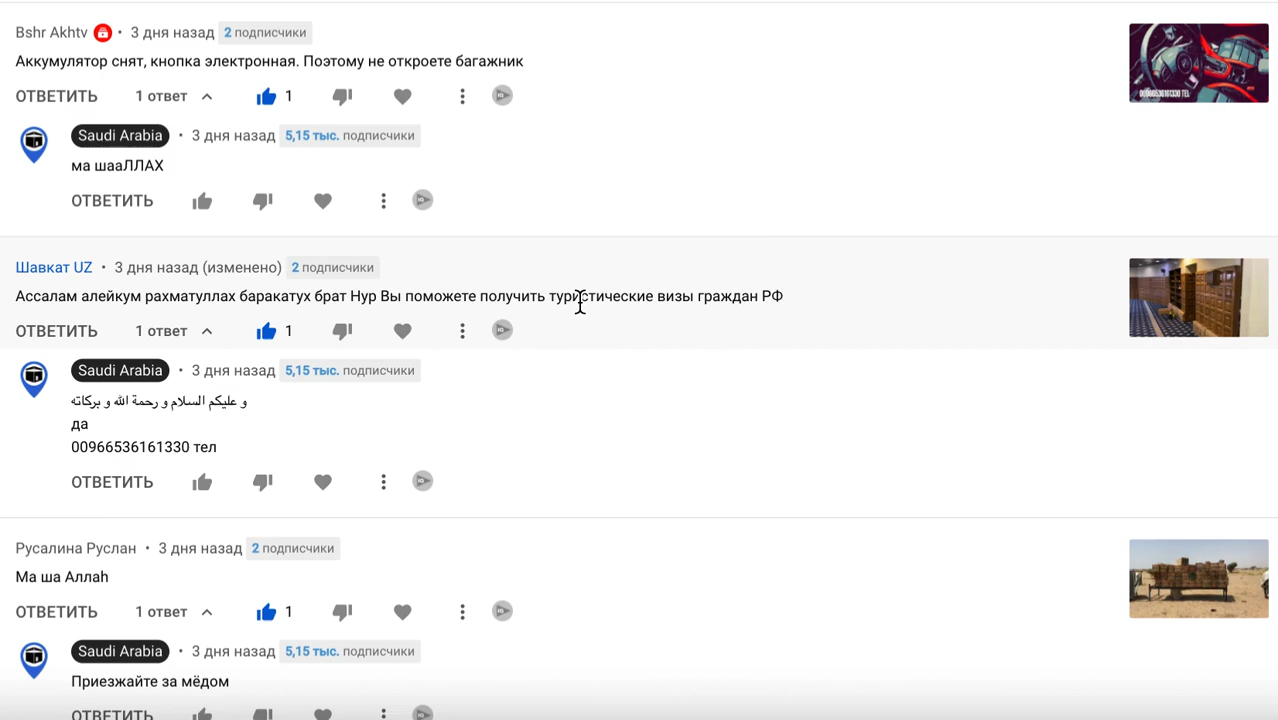 Bshr Akhtv • 3 дня назад 2 подписчики
Аккумулятор снят, кнопка электронная. Поэтому не откроете багажник
00966536161330 TEL
ОТВЕТИТЬ 1 ответ 1
Saudi Arabia • 3 дня назад 5,15 тыс. подписчики
ма шааЛЛАХ
ОТВЕТИТЬ
Шавкат UZ • 3 дня назад (изменено) 2 подписчики
Ассалам алейкум рахматуллах баракатух брат Нур Вы поможете получить туристические визы граждан РФ
ОТВЕТИТЬ 1 ответ 1
Saudi Arabia • 3 дня назад 5,15 тыс. подписчики
و عليكم السلام و رحمة الله و بركاته
да
00966536161330 тел
ОТВЕТИТЬ
Русалина Руслан • 3 дня назад 2 подписчики
Ма ша Аллаh
ОТВЕТИТЬ 1 ответ 1
Saudi Arabia • 3 дня назад 5,15 тыс. подписчики
Приезжайте за мёдом
ОТВЕТИТЬ